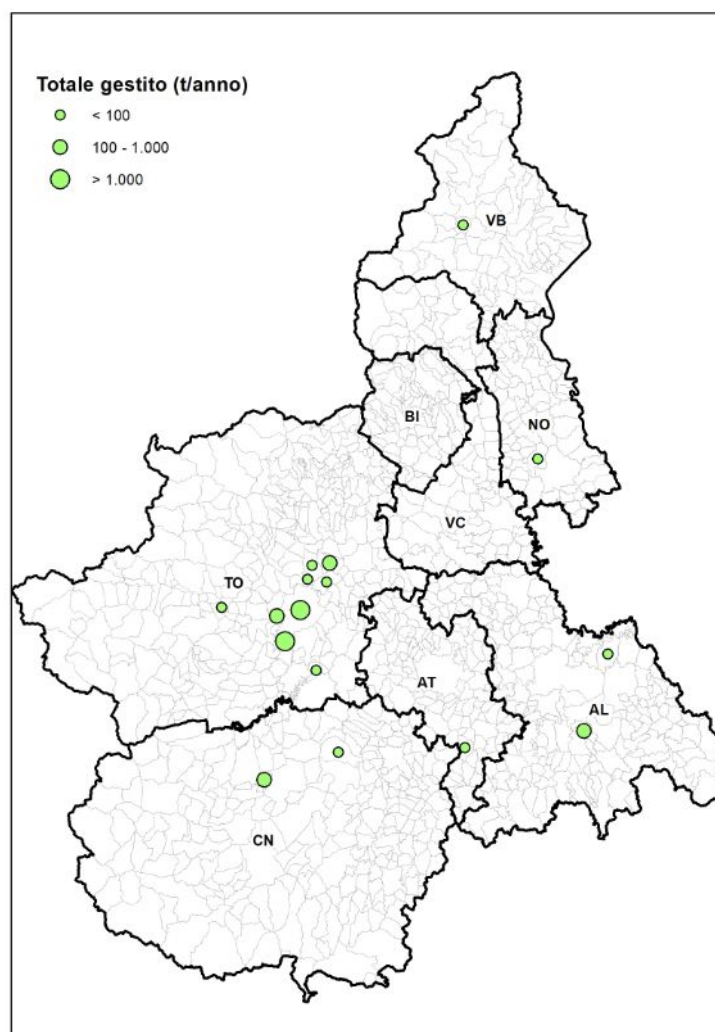 Totale gestito (t/anno)
< 100
100 - 1.000
> 1.000
VB
BI
NO
VC
TO
AT
AL
CN